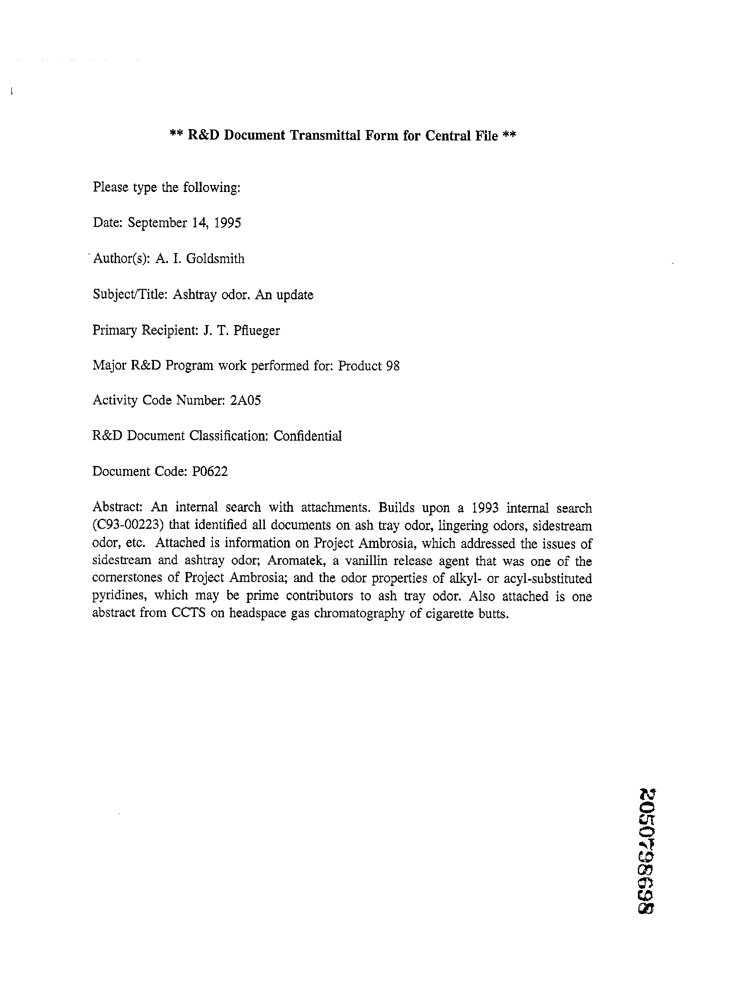 ** R&D Document Transmittal Form for Central File **
Please type the following:
Date: September 14, 1995
Author(s): A. I. Goldsmith
Subject/Title: Ashtray odor. An update
Primary Recipient: J. T. Pflueger
Major R&D Program work performed for: Product 98
Activity Code Number: 2A05
R&D Document Classification: Confidential
Document Code: P0622
Abstract: An internal search with attachments. Builds upon a 1993 internal search
(C93-00223) that identified all documents on ash tray odor, lingering odors, sidestream
odor, etc. Attached is information on Project Ambrosia, which addressed the issues of
sidestream and ashtray odor; Aromatek, a vanillin release agent that was one of the
cornerstones of Project Ambrosia; and the odor properties of alkyl- or acyl-substituted
pyridines, which may be prime contributors to ash tray odor. Also attached is one
abstract from CCTS on headspace gas chromatography of cigarette butts.
2050798698